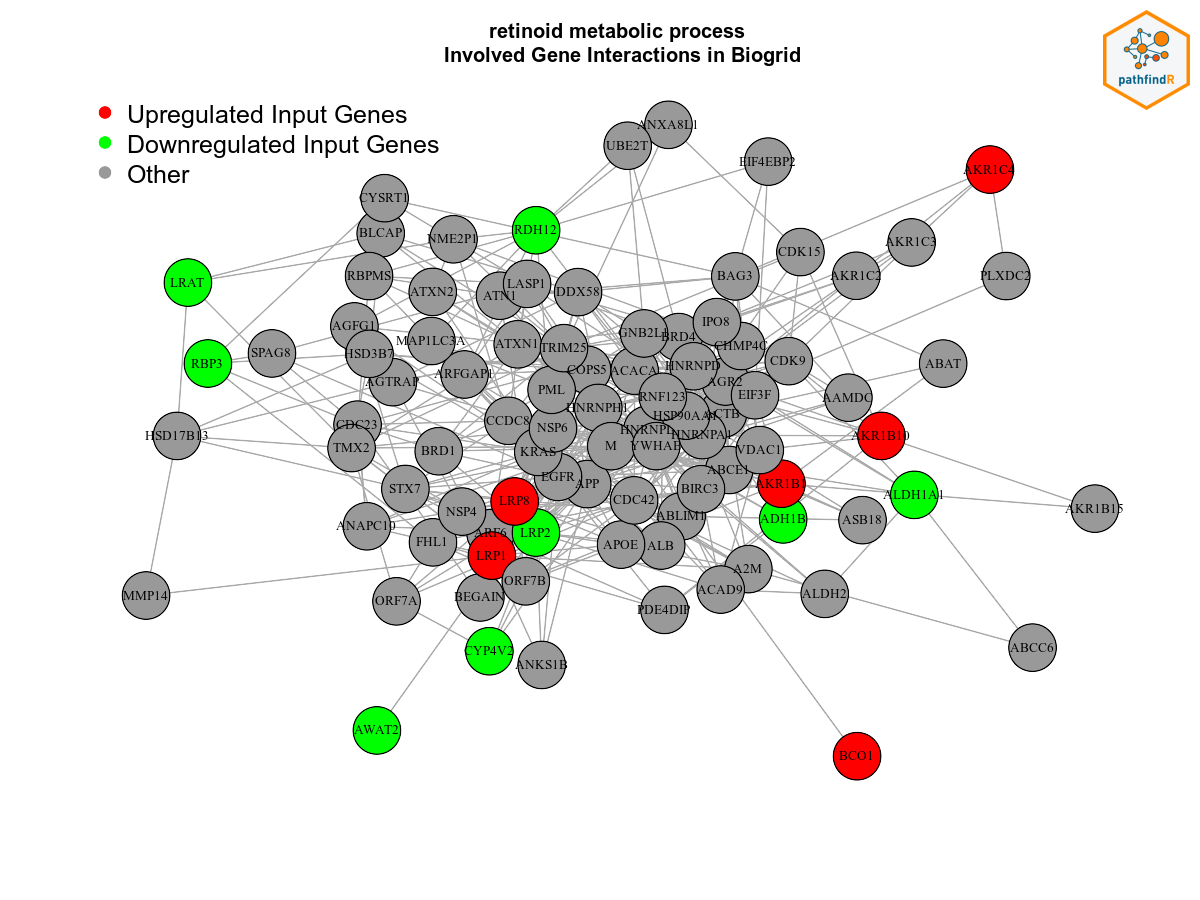 retinoid metabolic process
Involved Gene Interactions in Biogrid
pathfindR
Upregulated Input Genes
Downregulated Input Genes
Other
ANXA8L1
UBE2T
EIF4EBP2
AKR1C4
CYSRT1
BLCAP
NME2P1
RDH12
AKR1C3
CDK15
LRAT
RBPMS
ATXN2
ATN1
LASP1
DDX58
BAG3
AKR1C2
PLXDC2
AGFG1
MAP1LC3A
ATXN1
TRIM25
GNB2L1
BRD4
IPO8
CHMP4C
SPAG8
HSD3B7
RBP3
AGTRAP
ARFGAP1
COPS5
ACACA
HNRNPD
AGR2
CDK9
ABAT
PML
RNF123
EIF3F
AAMDC
HNRNPH1
HSP90AA1
ACTB
CDC23
CCDC8
NSP6
HNRNPL
HNRNPA1
HSD17B13
TMX2
BRD1
KRAS
M
YWHAB
VDAC1
AKR1B10
EGFR
APP
ABCE1
STX7
BIRC3
AKR1B1
ALDH1A1
LRP8
CDC42
NSP4
ABLIM1
ADH1B
ASB18
AKR1B15
ANAPC10
FHL1
ARF6
LRP2
APOE
ALB
LRP1
A2M
MMP14
ORF7A
BEGAIN
ORF7B
PDE4DIP
ACAD9
ALDH2
CYP4V2
ANKS1B
ABCC6
AWAT2
BCO1